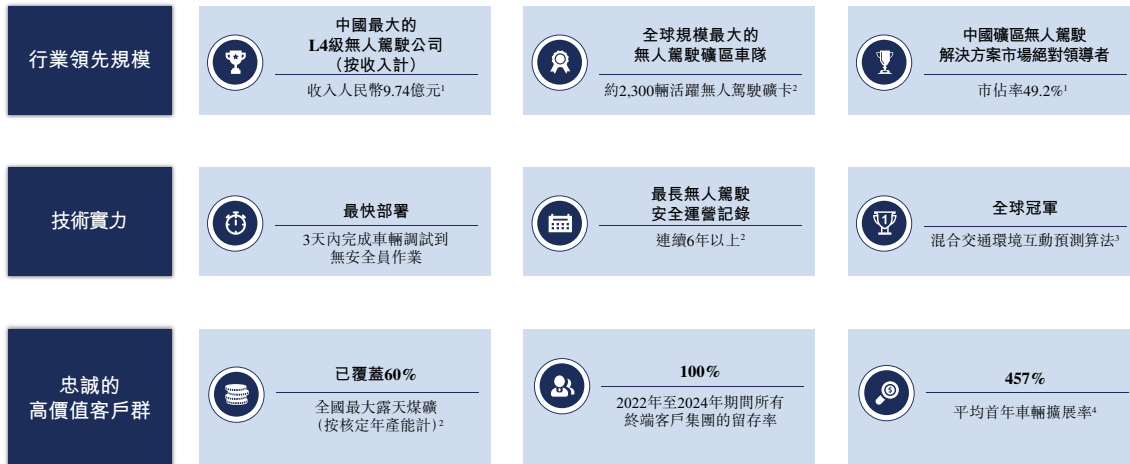 行業領先規模
中國最大的
L4級無人駕駛公司
（按收入計）
收入人民幣9.74億元¹
全球規模最大的
無人駕駛礦區車隊
約2,300輛活躍無人駕駛礦卡²
中國礦區無人駕駛
解決方案市場絕對領導者
市佔率49.2%¹
技術實力
最快部署
3天內完成車輛調試到
無安全員作業
最長無人駕駛
安全運營記錄
連續6年以上²
1
全球冠軍
混合交通環境互動預測算法³
忠誠的
高價值客戶群
已覆蓋60%
全國最大露天煤礦
（按核定年產能計）²
100%
2022年至2024年期間所有
終端客戶集團的留存率
$
457%
平均首年車輛擴展率⁴